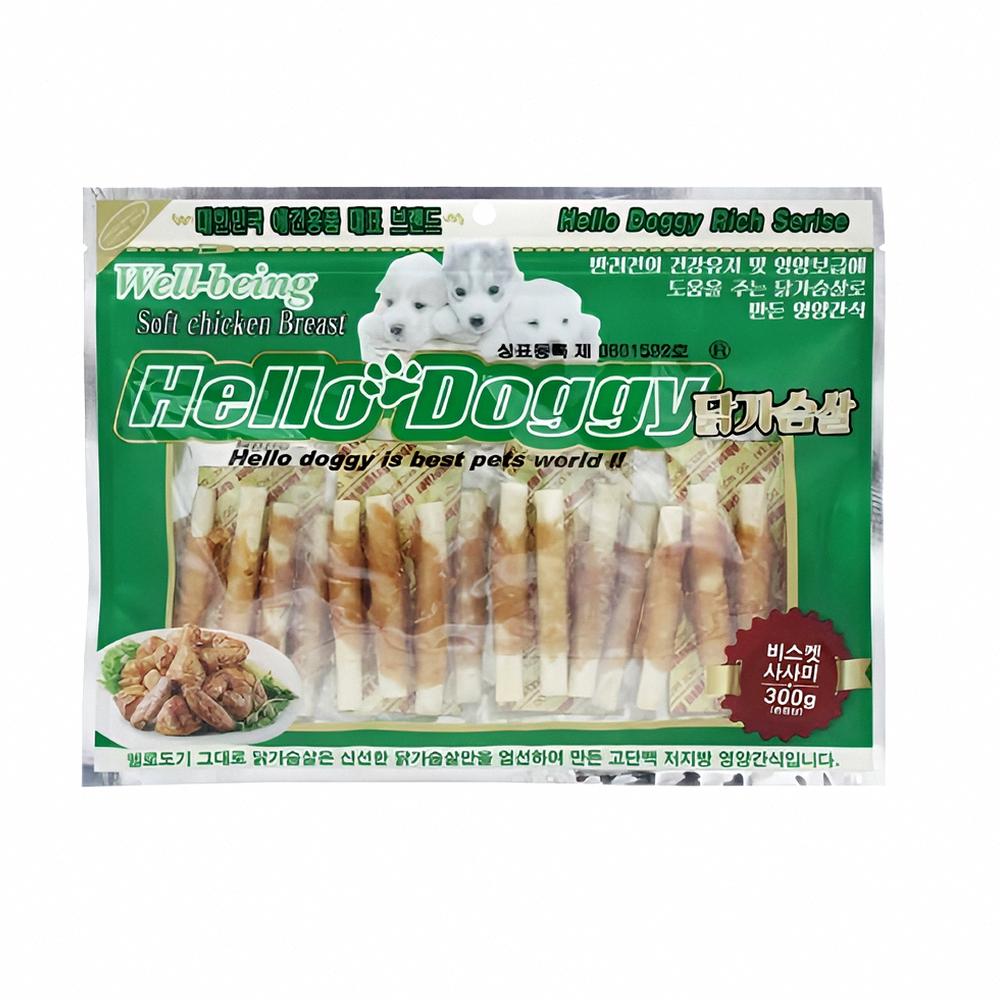 대한민국 애견용품 대표 브랜드
Hello Doggy Rich Serise
Well-being
Soft chicken Breast
반려견의 건강유지 및 영양보급에
도움을 주는 닭가슴살로
만든 영양간식
상표등록 제 0601592호 ®
Hello Doggy 닭가슴살
Hello doggy is best pets world !!
비스켓
사사미
300g
헬로도기 그대로 닭가슴살은 신선한 닭가슴살만을 엄선하여 만든 고단백 저지방 영양간식입니다.